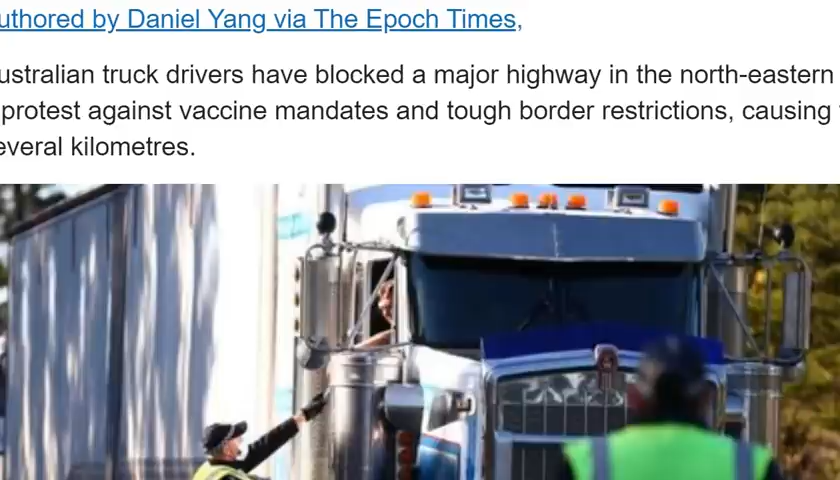 uthored by Daniel Yang via The Epoch Times,
ustralian truck drivers have blocked a major highway in the north-eastern
protest against vaccine mandates and tough border restrictions, causing
everal kilometres.